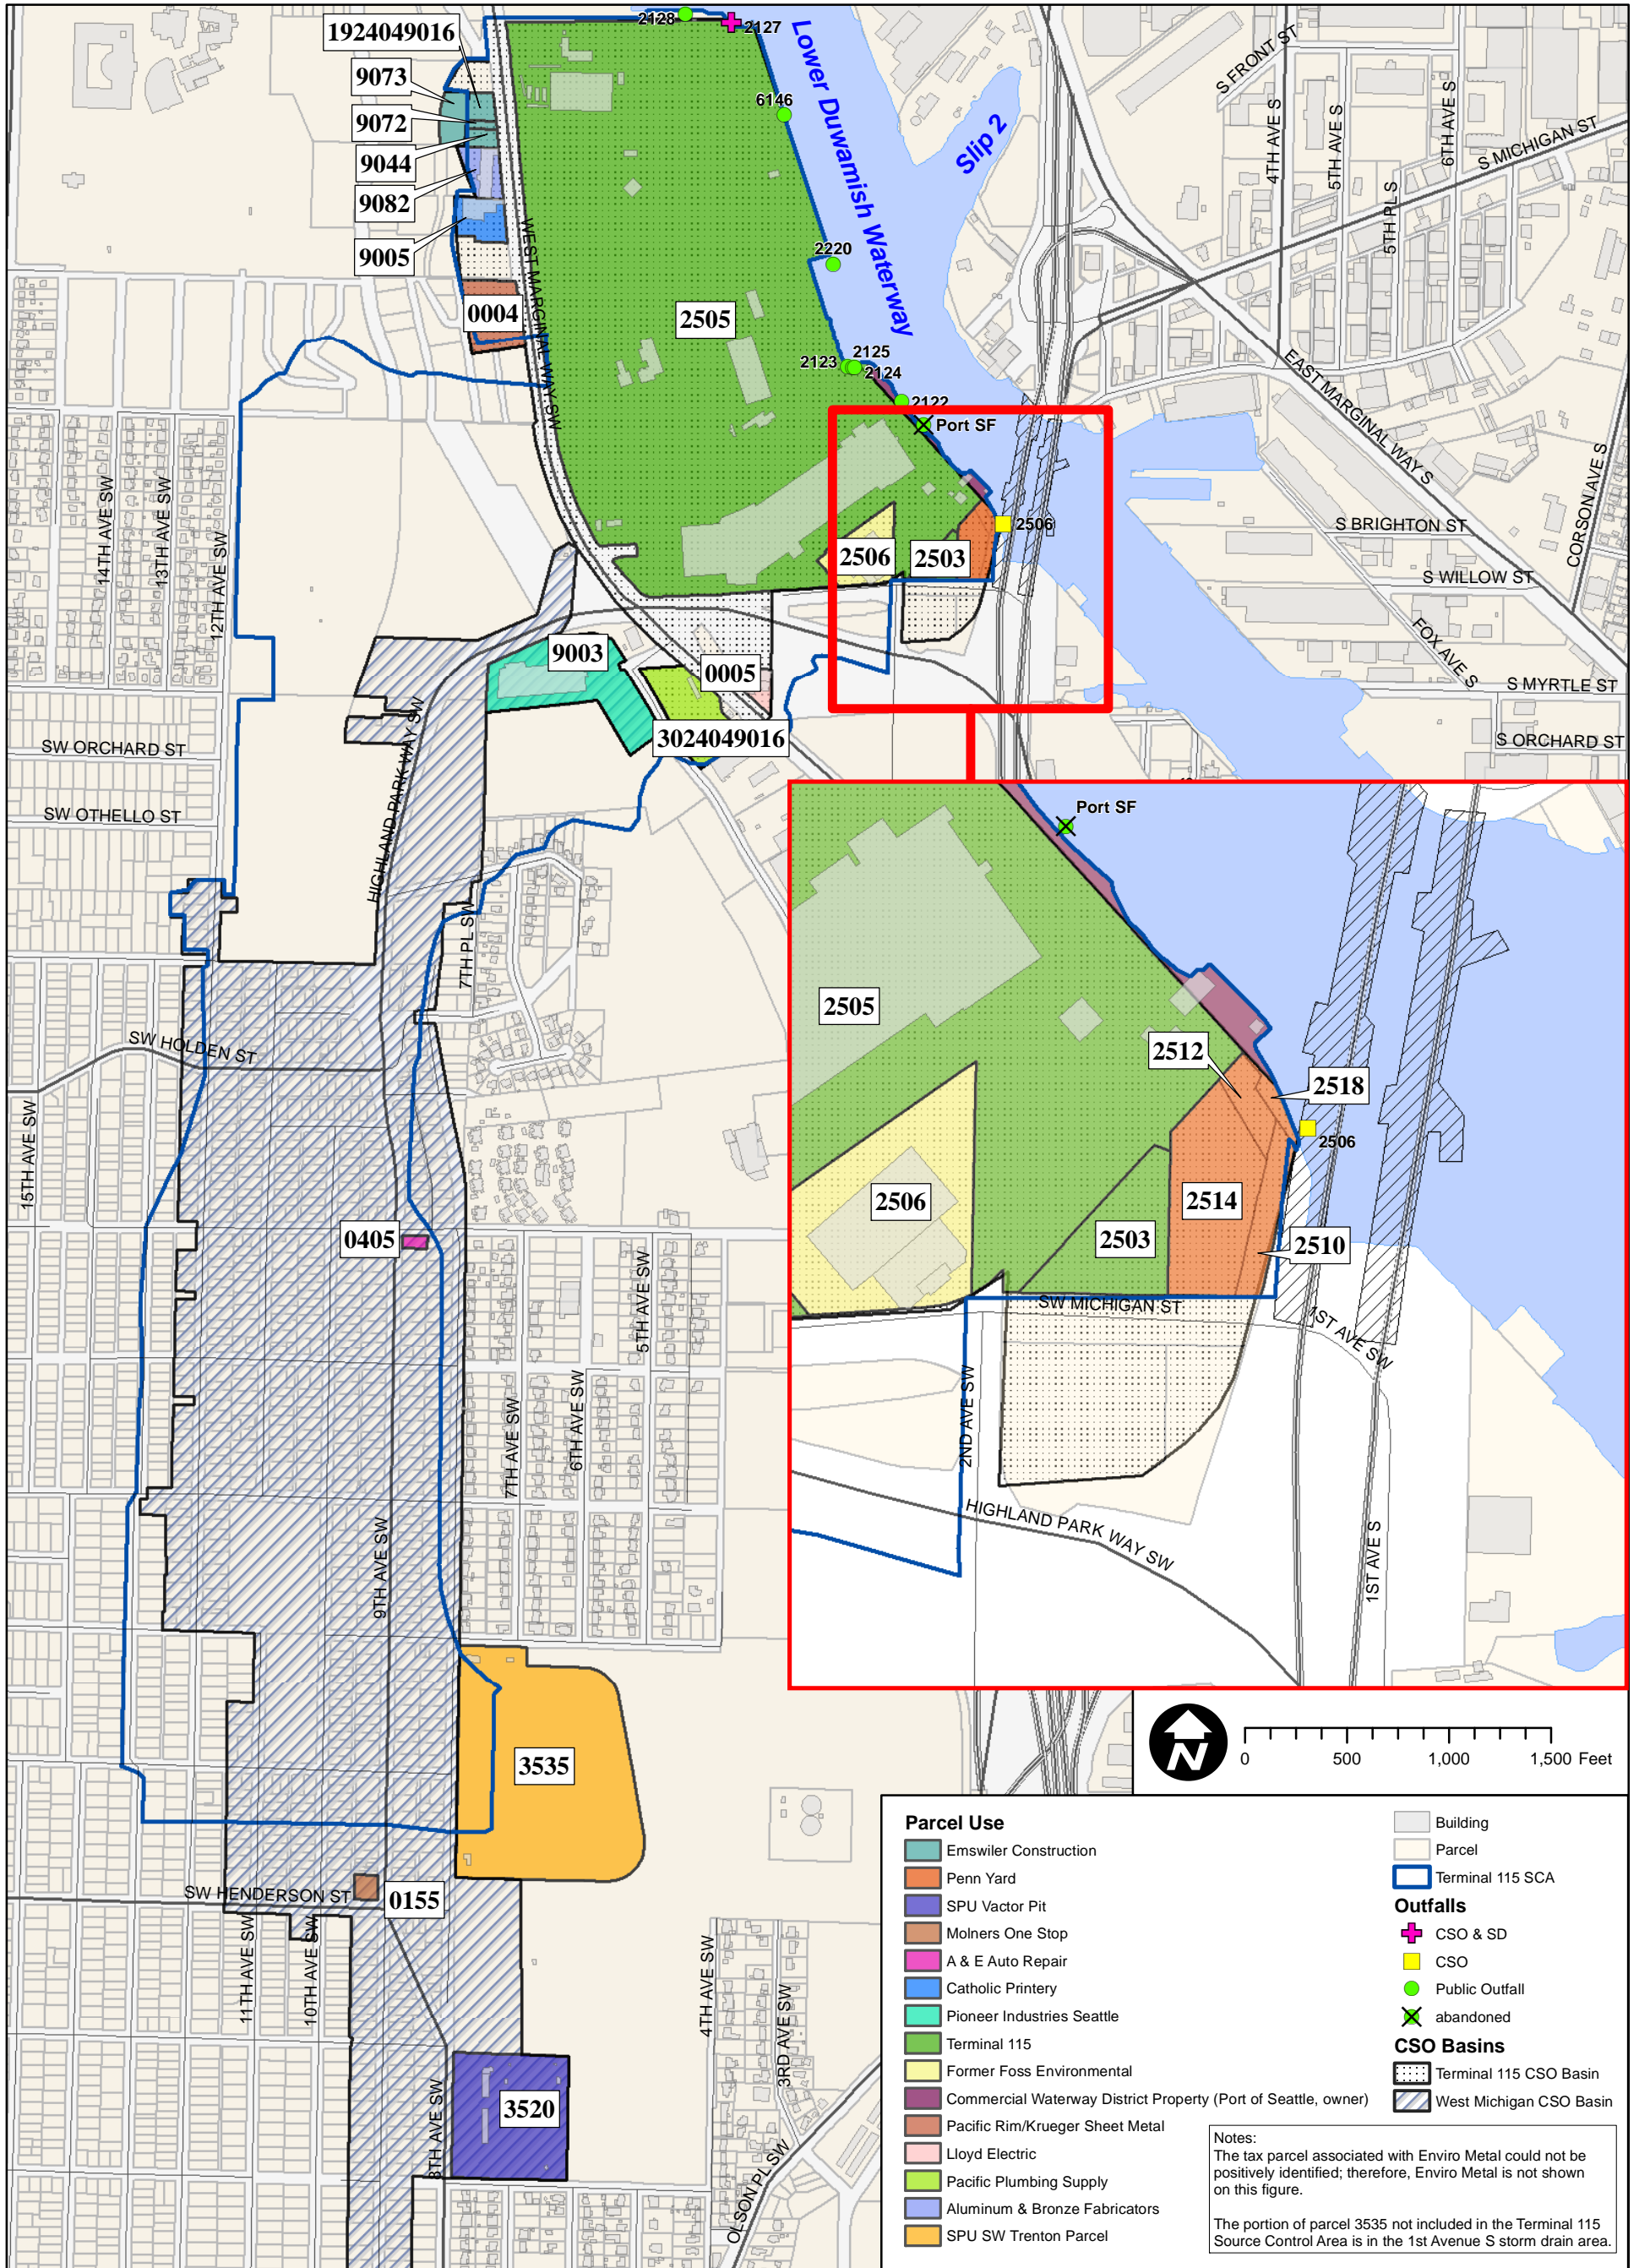 2128
2127
1924049016
9073
9072
9044
9082
9005
0004
6146
2220
2505
2123
2125
2124
2122
Port SF
2506
2506
2503
Lower Duwamish Waterway
Slip 2
S FRONT ST
4TH AVE S
5TH AVE S
6TH AVE S
5TH PL S
S MICHIGAN ST
WEST MARGINAL WAY SW
EAST MARGINAL WAY S
CORSON AVE S
S BRIGHTON ST
S WILLOW ST
FOX AVE S
S MYRTLE ST
S ORCHARD ST
14TH AVE SW
13TH AVE SW
12TH AVE SW
9003
0005
3024049016
SW ORCHARD ST
SW OTHELLO ST
HIGHLAND PARK WAY SW
7TH PL SW
SW HOLDEN ST
15TH AVE SW
0405
5TH AVE SW
6TH AVE SW
7TH AVE SW
9TH AVE SW
3535
SW HENDERSON ST
0155
11TH AVE SW
10TH AVE SW
8TH AVE SW
3520
4TH AVE SW
3RD AVE SW
OLSON PL SW
Port SF
2505
2512
2518
2506
2506
2514
2503
2510
SW MICHIGAN ST
1ST AVE SW
2ND AVE SW
HIGHLAND PARK WAY SW
1ST AVE S
N
0 500 1,000 1,500 Feet
Parcel Use
Emswiler Construction
Penn Yard
SPU Vactor Pit
Molners One Stop
A & E Auto Repair
Catholic Printery
Pioneer Industries Seattle
Terminal 115
Former Foss Environmental
Commercial Waterway District Property (Port of Seattle, owner)
Pacific Rim/Krueger Sheet Metal
Lloyd Electric
Pacific Plumbing Supply
Aluminum & Bronze Fabricators
SPU SW Trenton Parcel
Building
Parcel
Terminal 115 SCA
Outfalls
CSO & SD
CSO
Public Outfall
abandoned
CSO Basins
Terminal 115 CSO Basin
West Michigan CSO Basin
Notes:
The tax parcel associated with Enviro Metal could not be
positively identified; therefore, Enviro Metal is not shown
on this figure.
The portion of parcel 3535 not included in the Terminal 115
Source Control Area is in the 1st Avenue S storm drain area.